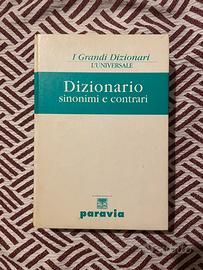 I Grandi Dizionari
L'UNIVERSALE
Dizionario
sinonimi e contrari
paravia